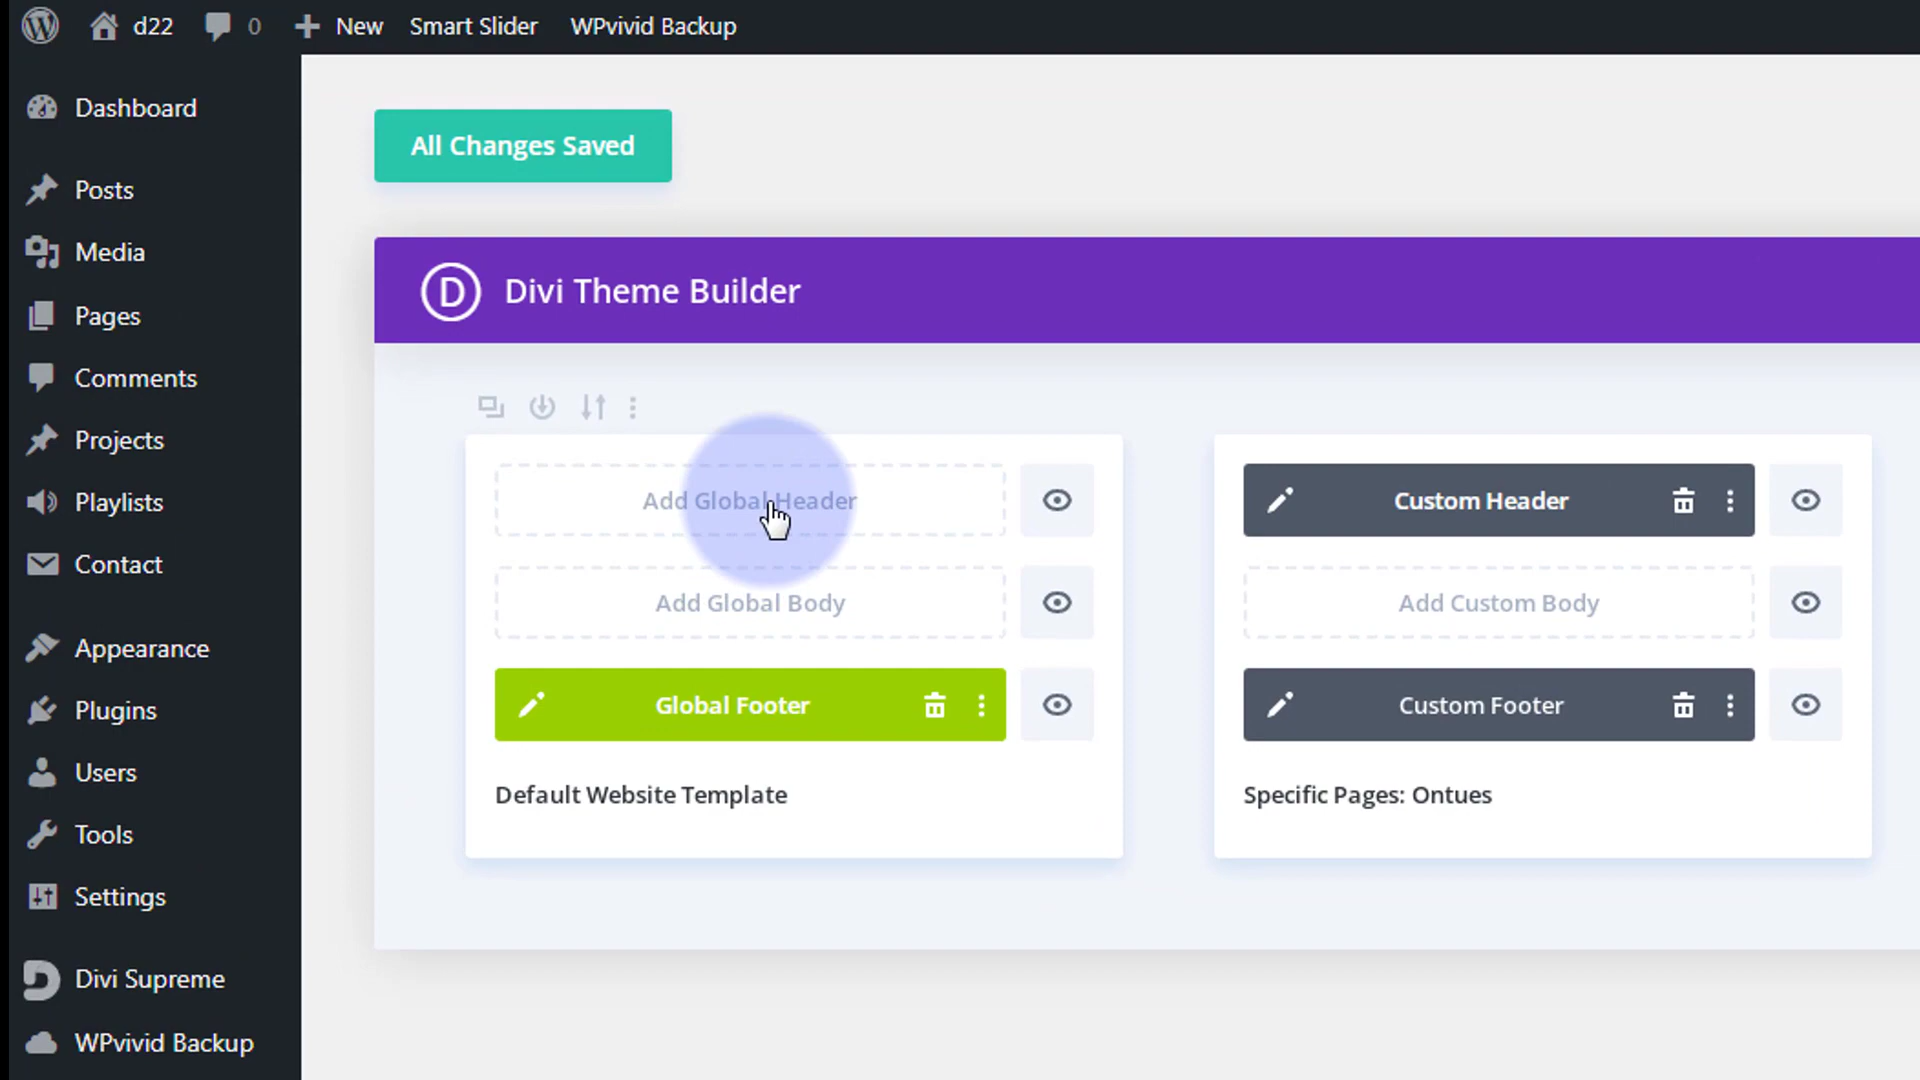 d22
0
New
Smart Slider
WPvivid Backup
Dashboard
Posts
Media
Pages
Comments
Projects
Playlists
Contact
Appearance
Plugins
Users
Tools
Settings
Divi Supreme
WPvivid Backup
All Changes Saved
D
Divi Theme Builder
Add Global Header
Add Global Body
Global Footer
Default Website Template
Custom Header
Add Custom Body
Custom Footer
Specific Pages: Ontues